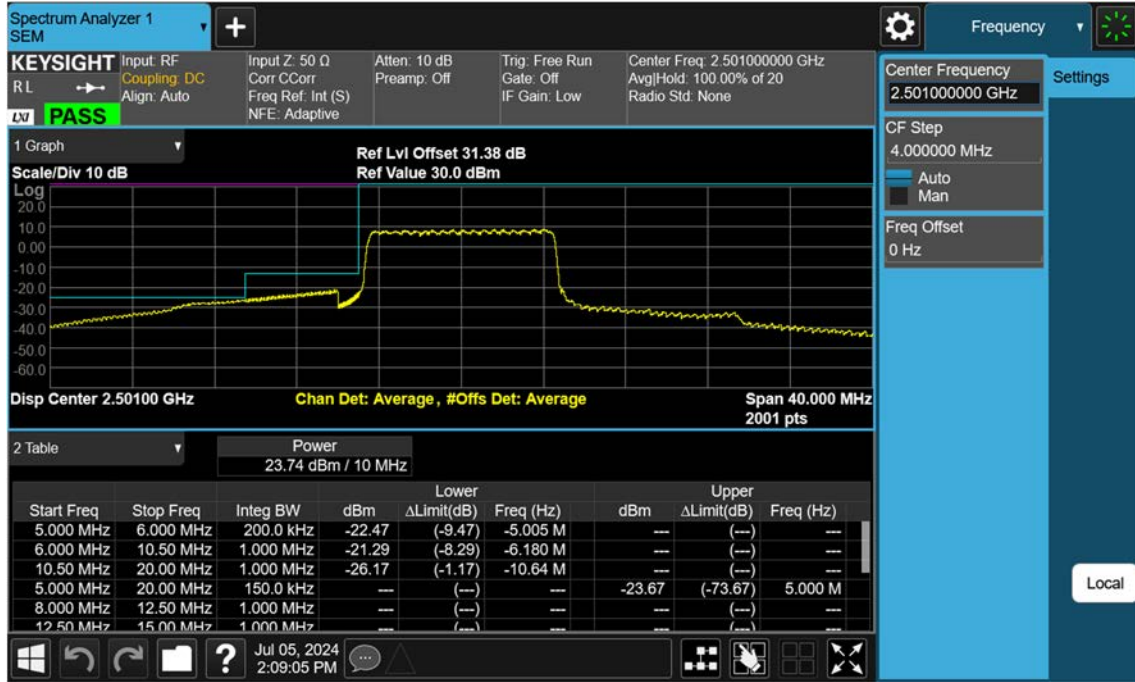 Spectrum Analyzer 1
SEM
Frequency
KEYSIGHT
R L
LXI
PASS
Input: RF
Coupling: DC
Align: Auto
Input Z: 50 Ω
Corr CCorr
Freq Ref: Int (S)
NFE: Adaptive
Atten: 10 dB
Preamp: Off
Trig: Free Run
Gate: Off
IF Gain: Low
Center Freq: 2.501000000 GHz
Avg|Hold: 100.00% of 20
Radio Std: None
Center Frequency
2.501000000 GHz
Settings
CF Step
4.000000 MHz
Auto
Man
Freq Offset
0 Hz
Local
1 Graph
Scale/Div 10 dB
Ref Lvl Offset 31.38 dB
Ref Value 30.0 dBm
Log
20.0
10.0
0.00
-10.0
-20.0
-30.0
-40.0
-50.0
-60.0
Disp Center 2.50100 GHz
Chan Det: Average, #Offs Det: Average
Span 40.000 MHz
2001 pts
2 Table
Power
23.74 dBm / 10 MHz
Lower Upper
Start Freq Stop Freq Integ BW dBm ΔLimit(dB) Freq (Hz) dBm ΔLimit(dB) Freq (Hz)
5.000 MHz 6.000 MHz 200.0 kHz -22.47 (-9.47) -5.005 M --- (---) ---
6.000 MHz 10.50 MHz 1.000 MHz -21.29 (-8.29) -6.180 M --- (---) ---
10.50 MHz 20.00 MHz 1.000 MHz -26.17 (-1.17) -10.64 M --- (---) ---
5.000 MHz 20.00 MHz 150.0 kHz --- (---) --- -23.67 (-73.67) 5.000 M
8.000 MHz 12.50 MHz 1.000 MHz --- (---) --- --- (---) ---
12.50 MHz 15.00 MHz 1.000 MHz --- (---) --- --- (---) ---
?
Jul 05, 2024
2:09:05 PM